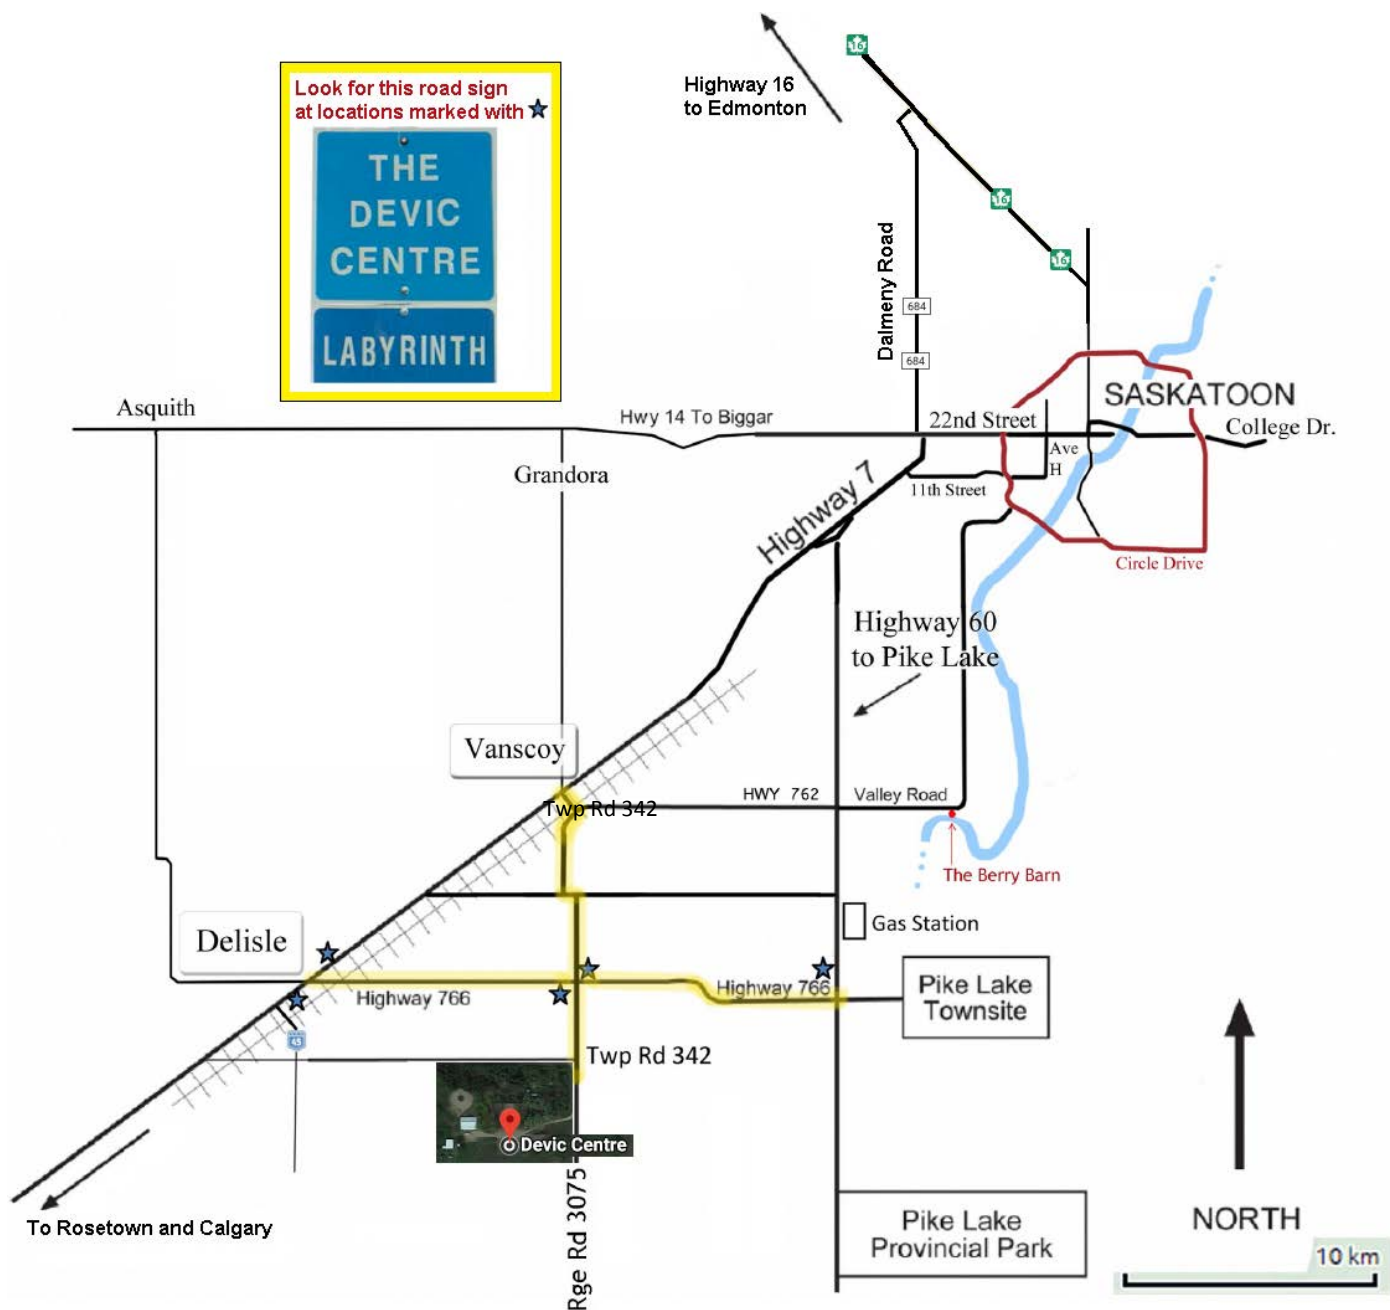 Look for this road sign
at locations marked with
THE
DEVIC
CENTRE
LABYRINTH
Highway 16
to Edmonton
16
16
16
Dalmeny Road
684
684
SASKATOON
Asquith
Hwy 14 To Biggar
22nd Street
College Dr.
Grandora
Ave
H
11th Street
Highway 7
Circle Drive
Highway 60
to Pike Lake
Vanscoy
Twp Rd 342
HWY 762
Valley Road
The Berry Barn
Gas Station
Delisle
Highway 766
Highway 766
Pike Lake
Townsite
45
Twp Rd 342
Devic Centre
Rge Rd 3075
To Rosetown and Calgary
Pike Lake
Provincial Park
NORTH
10 km